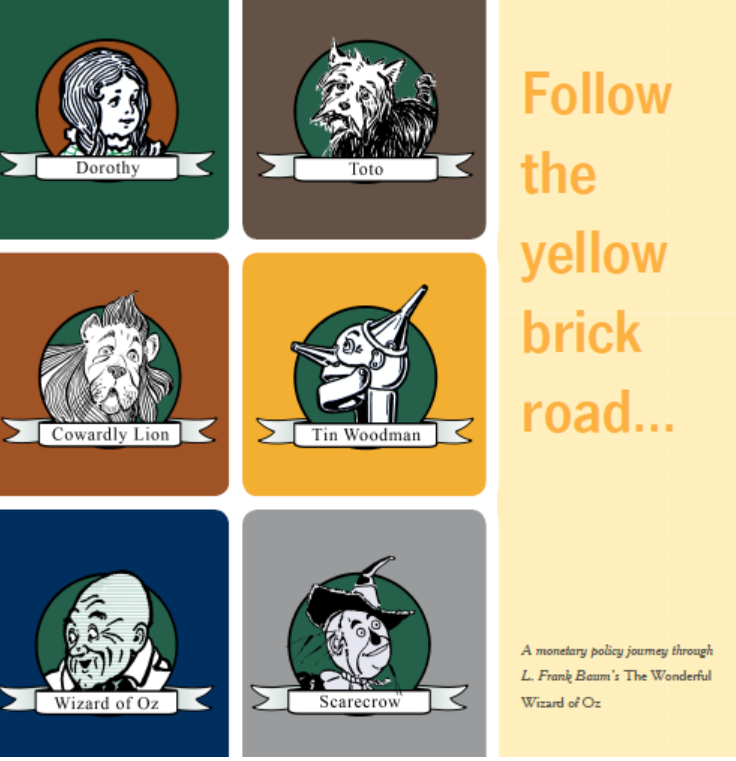 Dorothy
Toto
Cowardly Lion
Tin Woodman
Wizard of Oz
Scarecrow
Follow
the
yellow
brick
road...
A monetary policy journey through
L. Frank Baum's The Wonderful
Wizard of Oz